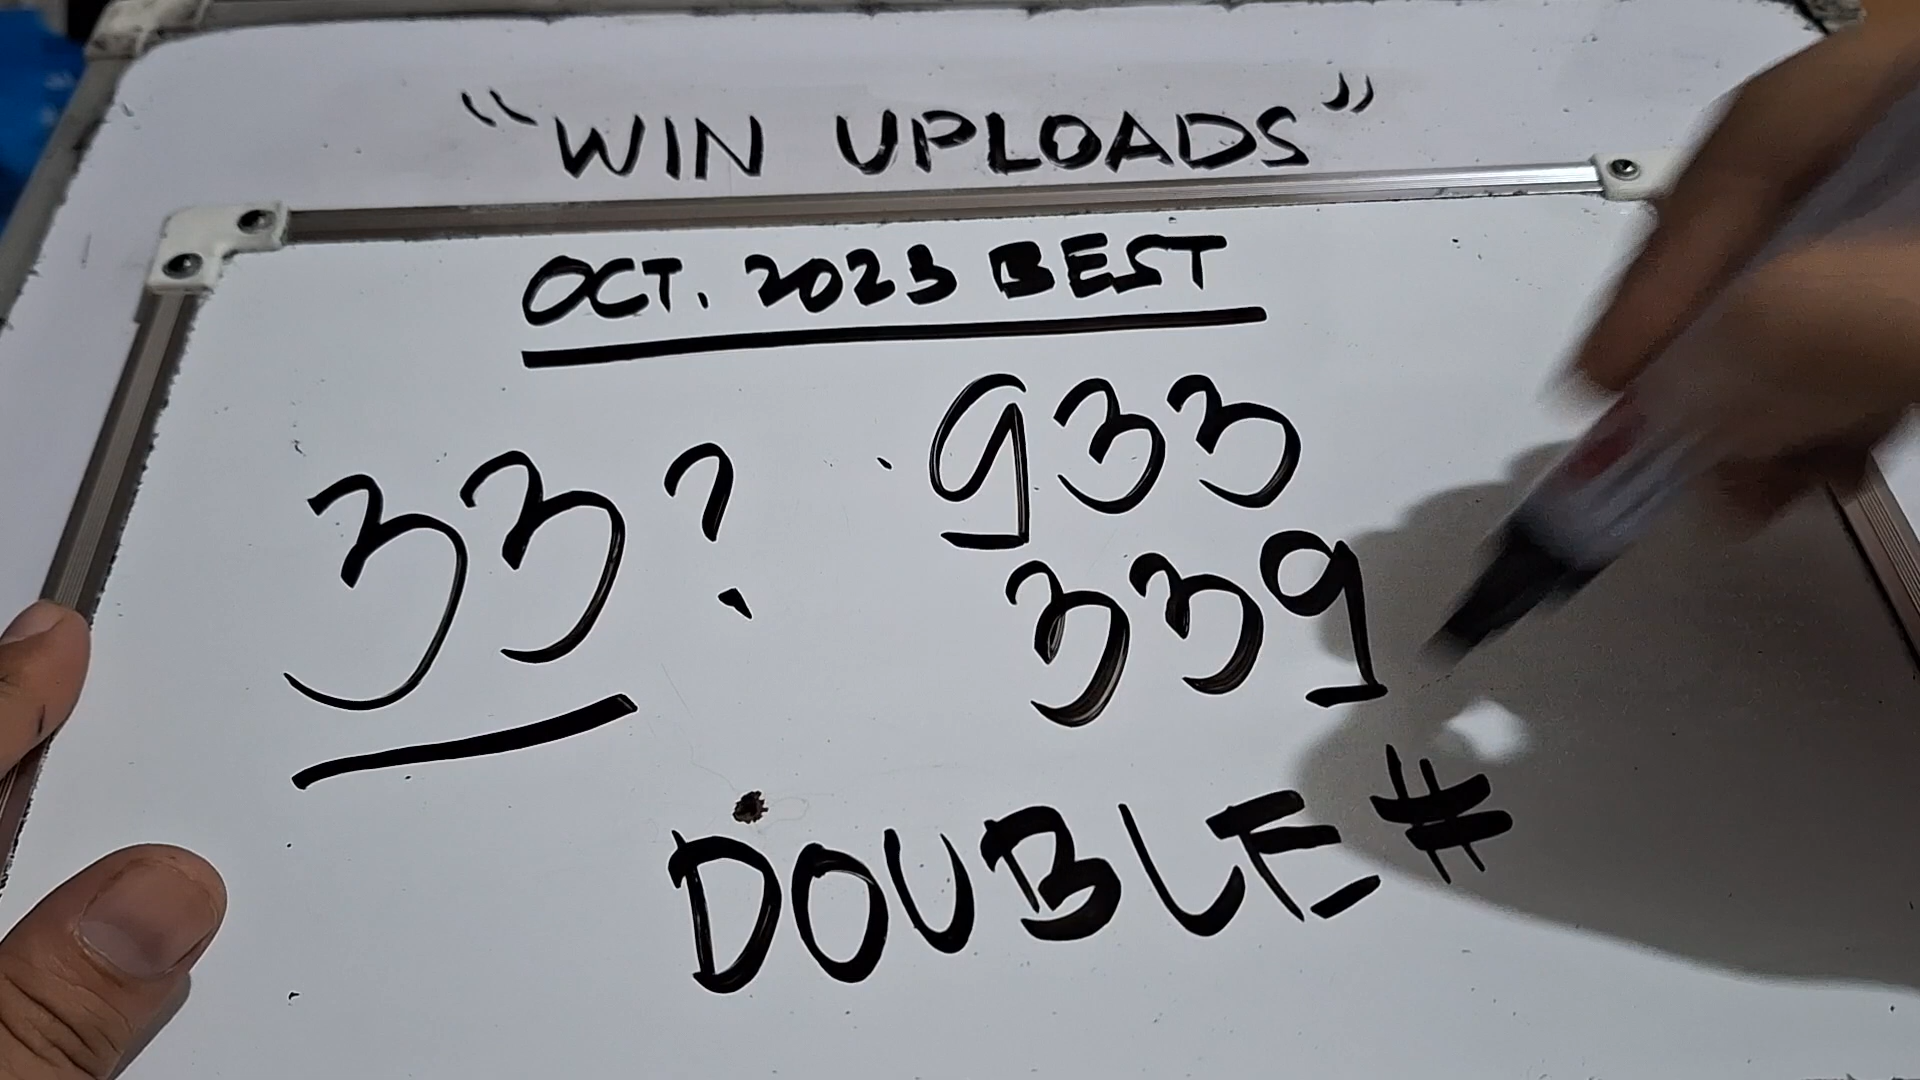 "WIN UPLOADS"
OCT. 2023 BEST
33?
933
339
DOUBLE #